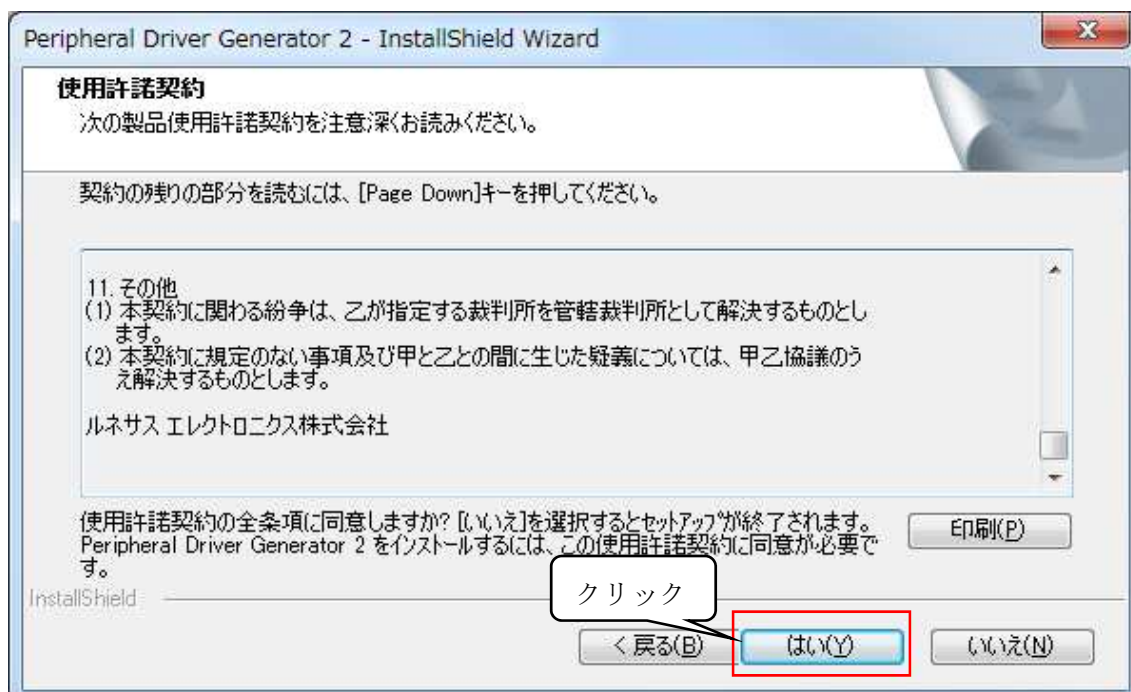 Peripheral Driver Generator 2 - InstallShield Wizard
使用許諾契約
次の製品使用許諾契約を注意深くお読みください。
契約の残りの部分を読むには、[Page Down]キーを押してください。
11. その他
(1) 本契約に関わる紛争は、乙が指定する裁判所を管轄裁判所として解決するものとし
ます。
(2) 本契約に規定のない事項及び甲と乙との間に生じた疑義については、甲乙協議のう
え解決するものとします。
ルネサス エレクトロニクス株式会社
使用許諾契約の全条項に同意しますか? [いいえ]を選択するとセットアップが終了されます。
Peripheral Driver Generator 2 をインストールするには、この使用許諾契約に同意が必要で
す。
印刷(P)
InstallShield
クリック
< 戻る(B)
はい(Y)
いいえ(N)